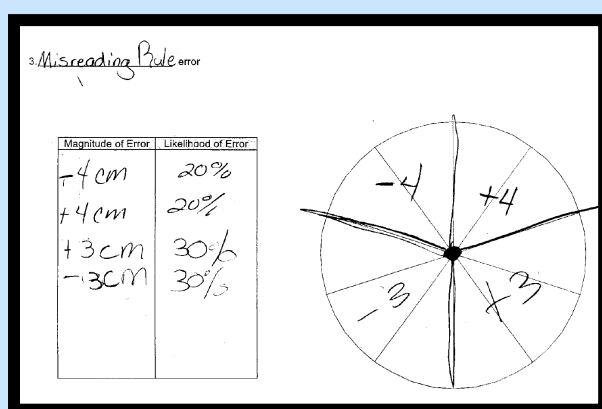 3. Misreading Rule error
Magnitude of Error Likelihood of Error
-4 cm 20%
+4 cm 20%
+3 cm 30%
-3 cm 30%
-4
+4
-3
+3